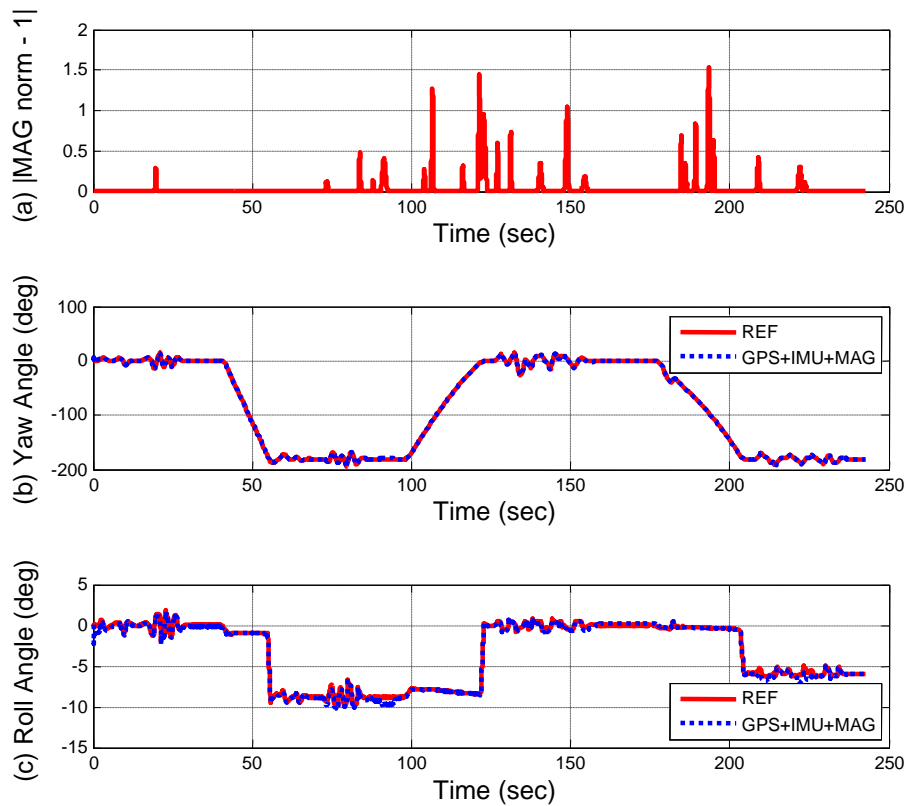 (a) |MAG norm - 1|
2
1.5
1
0.5
0
0 50 100 150 200 250
Time (sec)
(b) Yaw Angle (deg)
100
0
-100
-200
REF
GPS+IMU+MAG
0 50 100 150 200 250
Time (sec)
(c) Roll Angle (deg)
5
0
-5
-10
-15
REF
GPS+IMU+MAG
0 50 100 150 200 250
Time (sec)